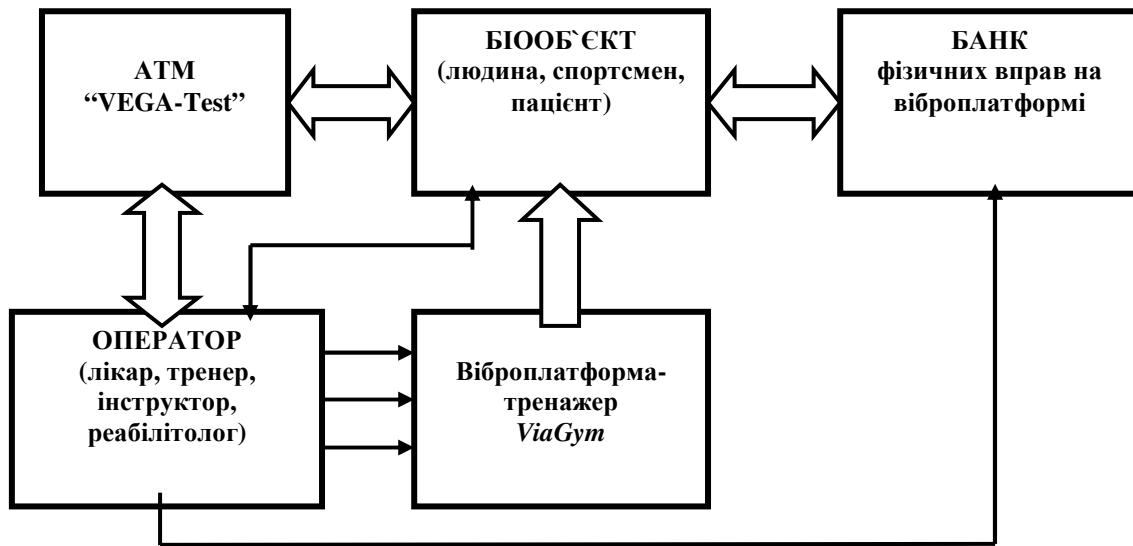 АТМ
“VEGA-Test”
БІООБ`ЄКТ
(людина, спортсмен,
пацієнт)
БАНК
фізичних вправ на
віброплатформі
ОПЕРАТОР
(лікар, тренер,
інструктор,
реабілітолог)
Віброплатформа-
тренажер
ViaGym